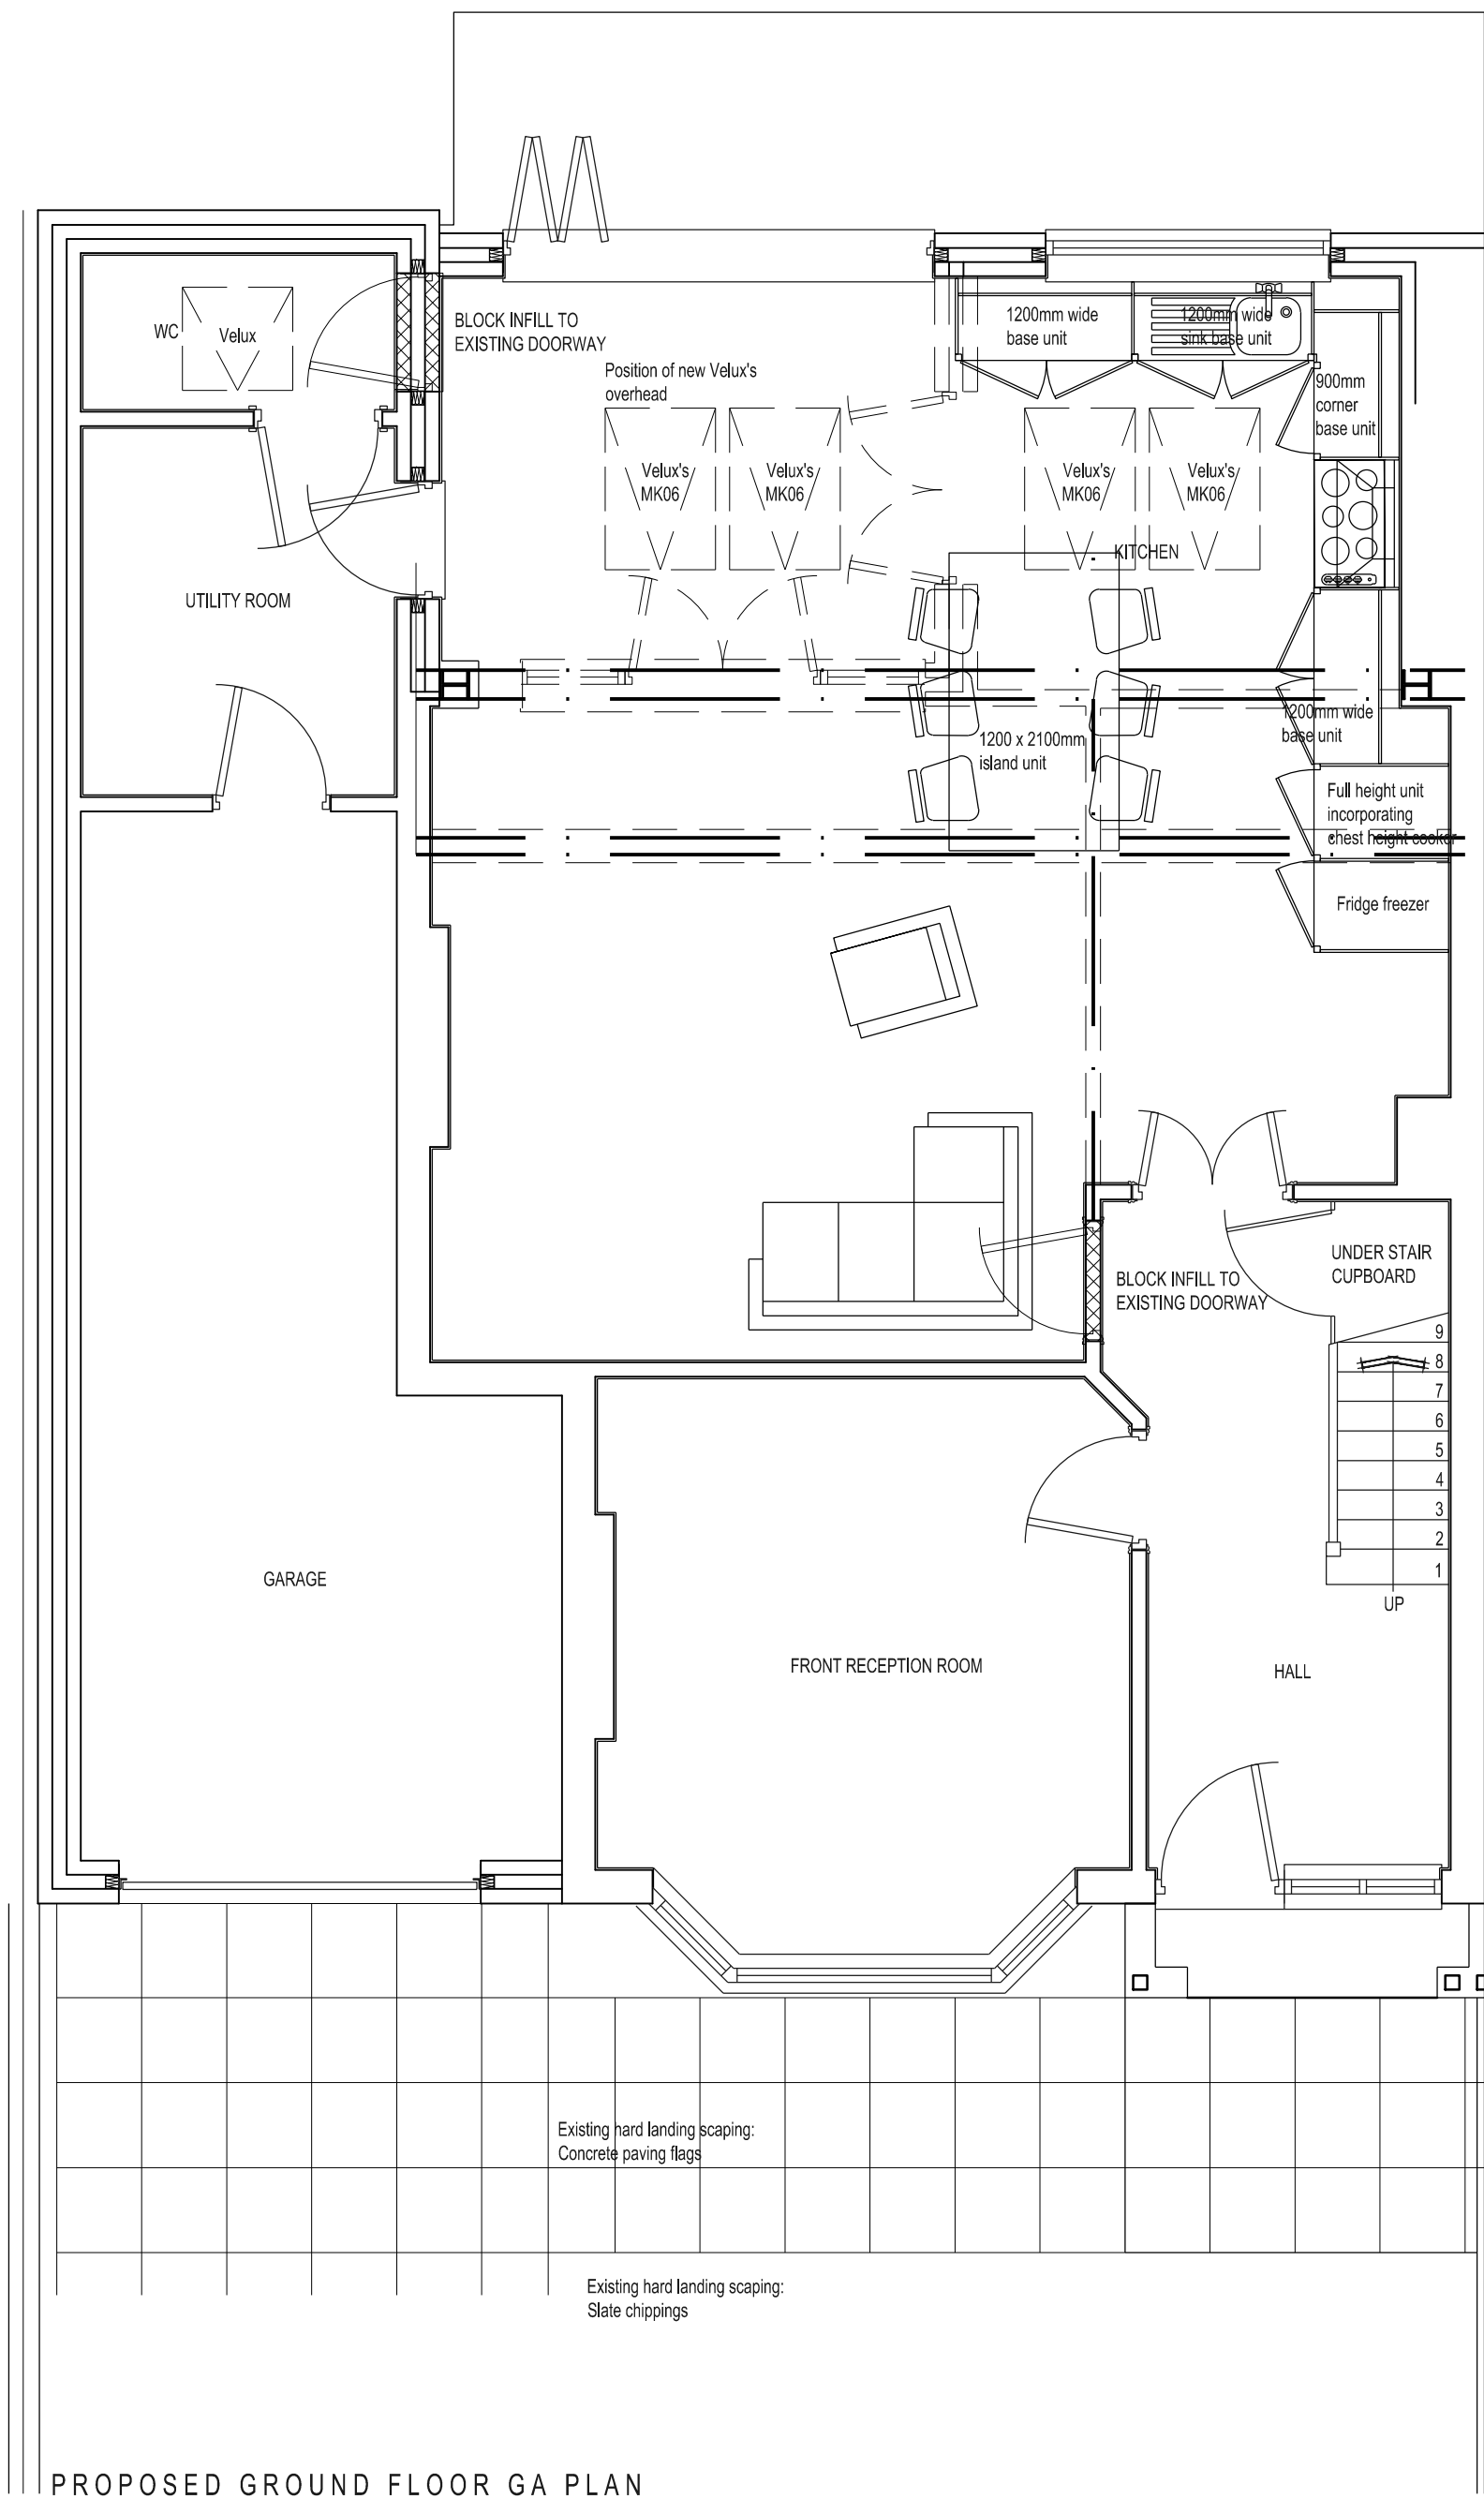 WC
Velux
BLOCK INFILL TO
EXISTING DOORWAY
Position of new Velux's
overhead
1200mm wide
base unit
1200mm wide
sink base unit
900mm
corner
base unit
Velux's
MK06
Velux's
MK06
Velux's
MK06
Velux's
MK06
KITCHEN
UTILITY ROOM
1200 x 2100mm
island unit
1200mm wide
base unit
Full height unit
incorporating
chest height cooker
Fridge freezer
BLOCK INFILL TO
EXISTING DOORWAY
UNDER STAIR
CUPBOARD
9
8
7
6
5
4
3
2
1
UP
GARAGE
FRONT RECEPTION ROOM
HALL
Existing hard landing scaping:
Concrete paving flags
Existing hard landing scaping:
Slate chippings
PROPOSED GROUND FLOOR GA PLAN